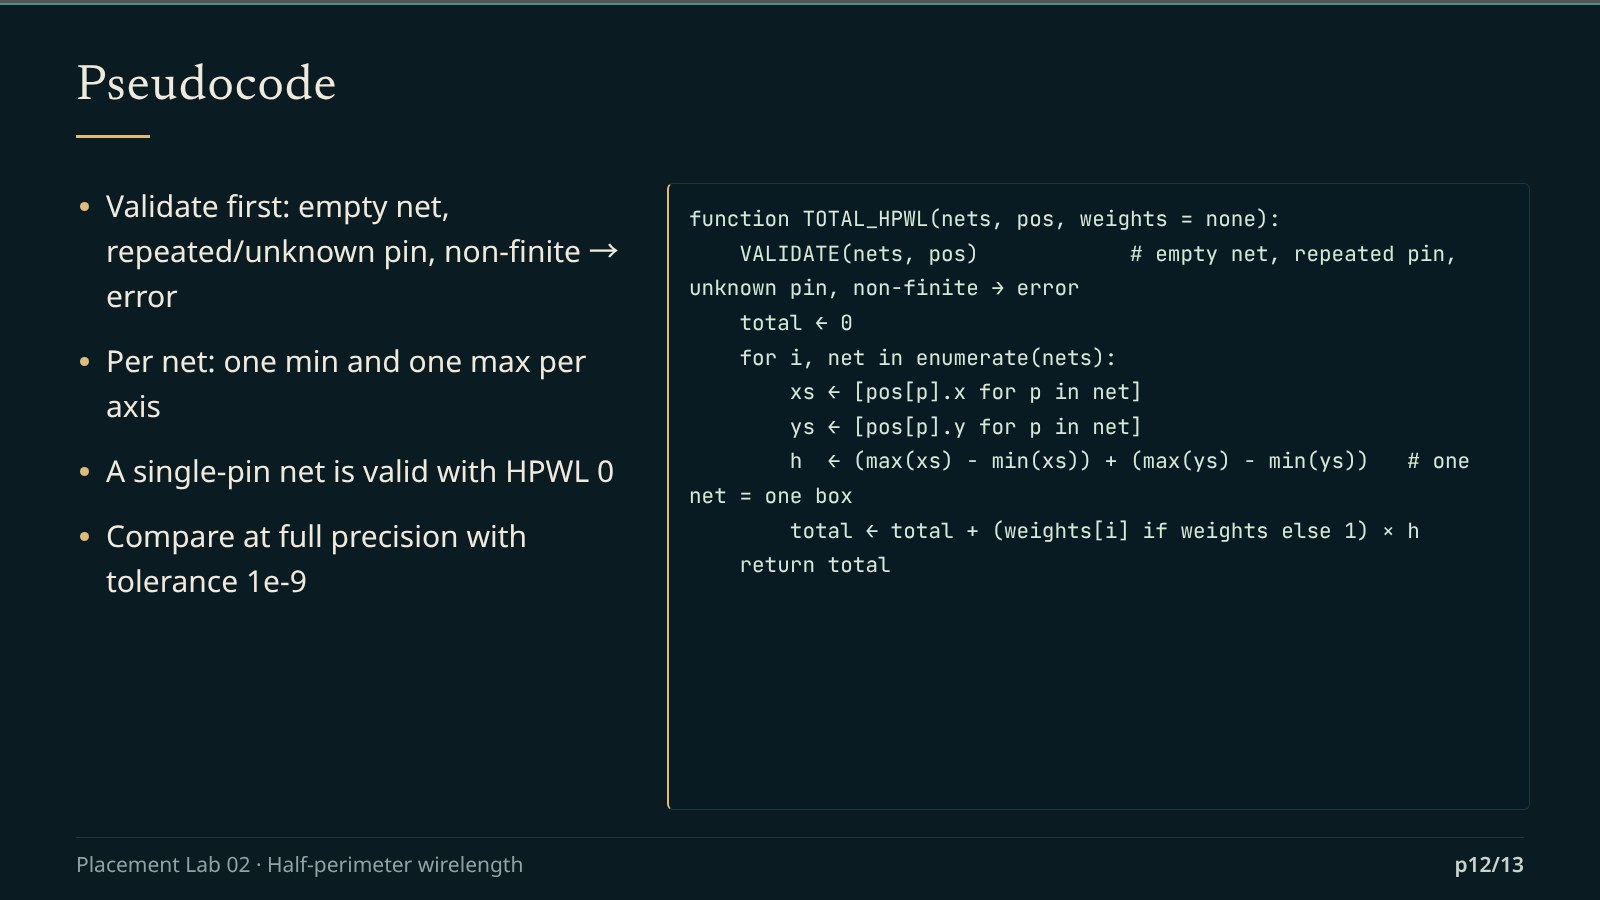 Pseudocode
• Validate first: empty net,
repeated/unknown pin, non-finite →
error
• Per net: one min and one max per
axis
• A single-pin net is valid with HPWL 0
• Compare at full precision with
tolerance 1e-9
function TOTAL_HPWL(nets, pos, weights = none):
    VALIDATE(nets, pos)            # empty net, repeated pin,
unknown pin, non-finite → error
    total ← 0
    for i, net in enumerate(nets):
        xs ← [pos[p].x for p in net]
        ys ← [pos[p].y for p in net]
        h  ← (max(xs) - min(xs)) + (max(ys) - min(ys))   # one
net = one box
        total ← total + (weights[i] if weights else 1) × h
    return total
Placement Lab 02 · Half-perimeter wirelength
p12/13